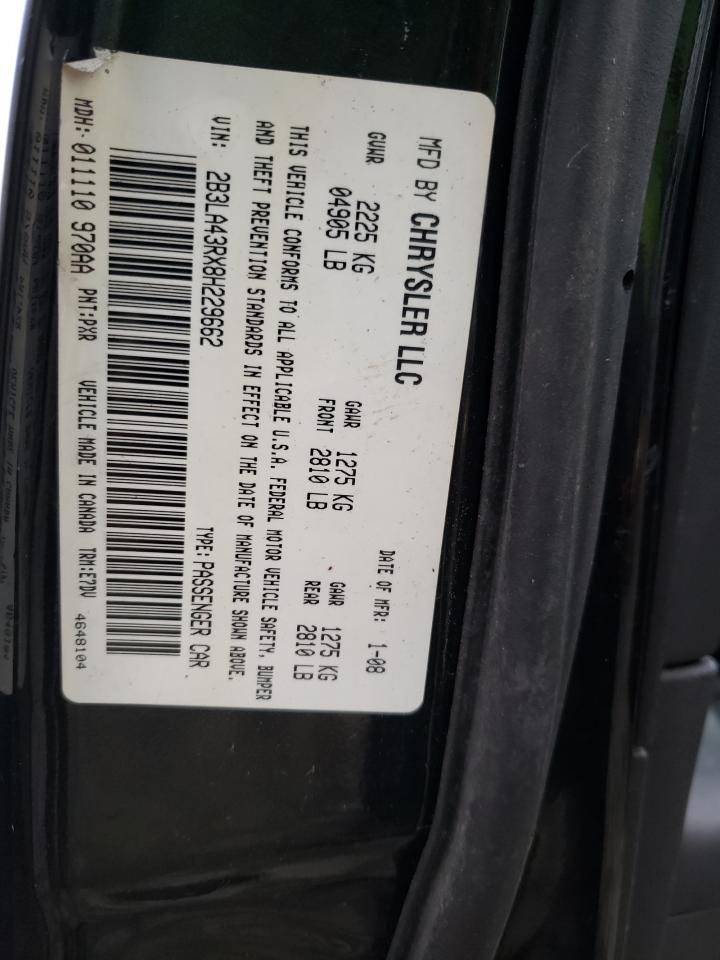 MFD BY CHRYSLER LLC
DATE OF MFR: 1-08
GVWR 2225 KG
04905 LB
GAWR FRONT 1275 KG
2810 LB
GAWR REAR 1275 KG
2810 LB
THIS VEHICLE CONFORMS TO ALL APPLICABLE U.S.A. FEDERAL MOTOR VEHICLE SAFETY, BUMPER
AND THEFT PREVENTION STANDARDS IN EFFECT ON THE DATE OF MANUFACTURE SHOWN ABOVE.
VIN: 2B3LA43RX8H229662 TYPE: PASSENGER CAR
MDH: 011110 970AA PNT:PXR VEHICLE MADE IN CANADA TRM:E7DV 4648104